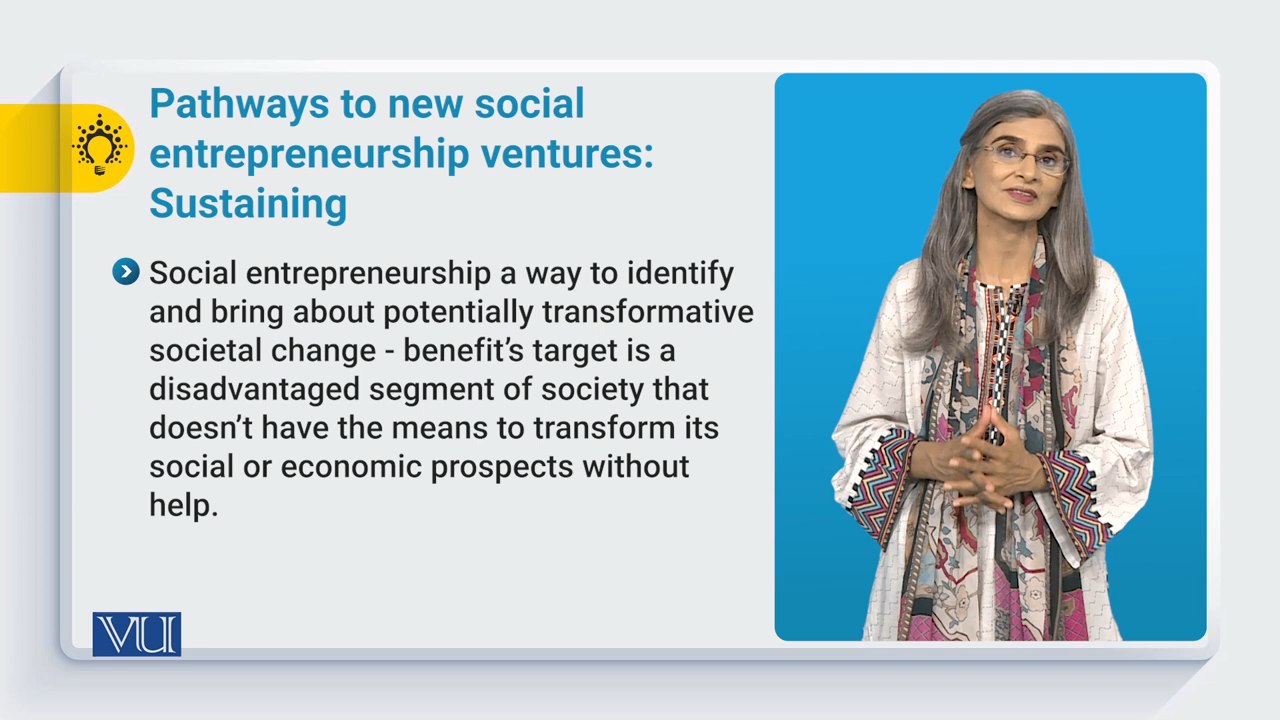 Pathways to new social
entrepreneurship ventures:
Sustaining
Social entrepreneurship a way to identify
and bring about potentially transformative
societal change - benefit’s target is a
disadvantaged segment of society that
doesn’t have the means to transform its
social or economic prospects without
help.
VU